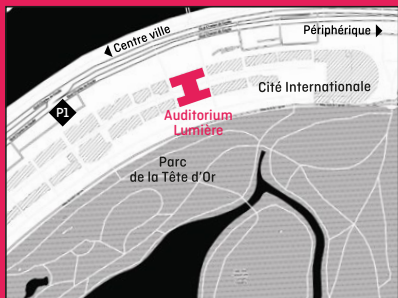 Centre ville
Périphérique
Cité Internationale
P1
Auditorium
Lumière
Parc
de la Tête d'Or